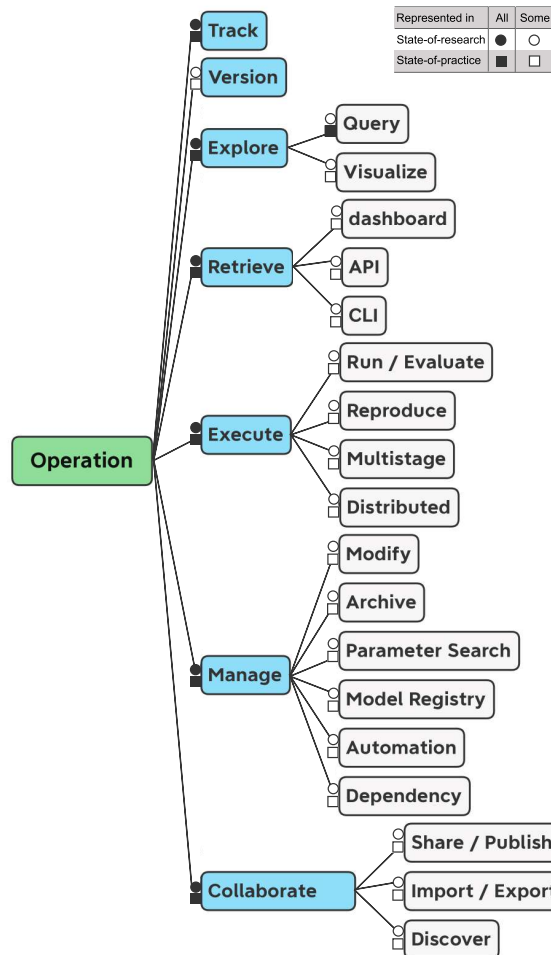 Represented in All Some
State-of-research
State-of-practice
Track
Version
Explore
Query
Visualize
Retrieve
dashboard
API
CLI
Execute
Run / Evaluate
Reproduce
Multistage
Distributed
Operation
Manage
Modify
Archive
Parameter Search
Model Registry
Automation
Dependency
Collaborate
Share / Publish
Import / Export
Discover